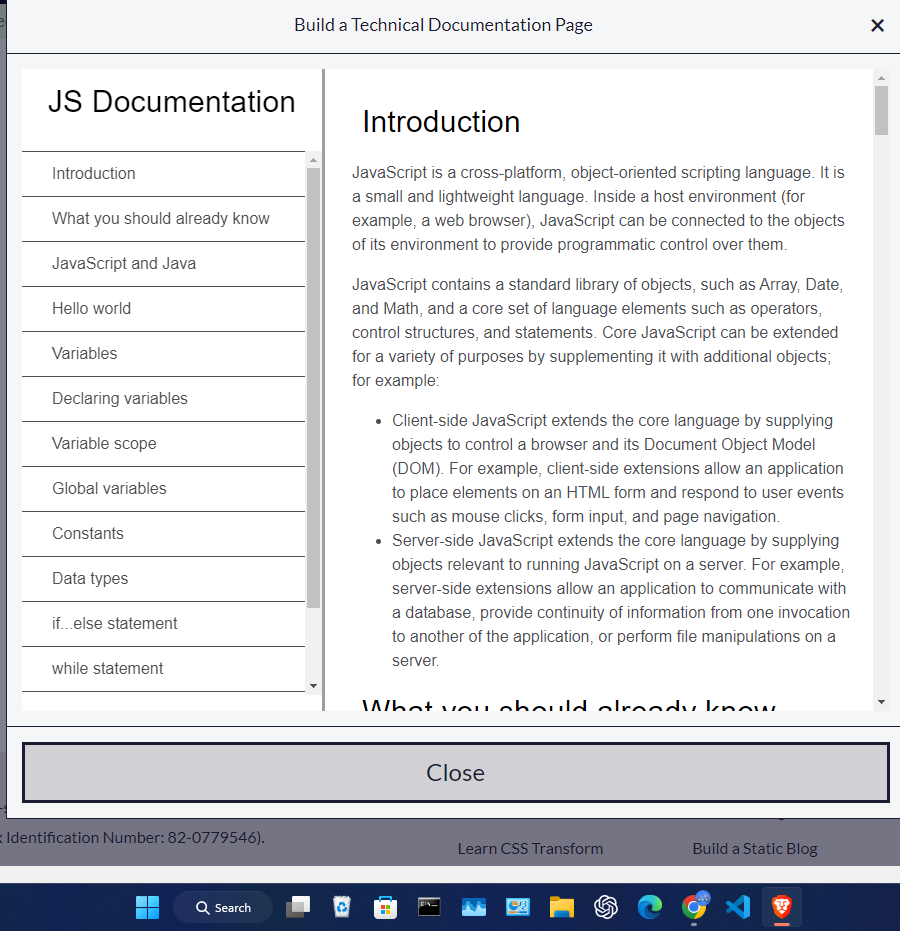 Build a Technical Documentation Page
JS Documentation
Introduction
What you should already know
JavaScript and Java
Hello world
Variables
Declaring variables
Variable scope
Global variables
Constants
Data types
if...else statement
while statement
Introduction
JavaScript is a cross-platform, object-oriented scripting language. It is
a small and lightweight language. Inside a host environment (for
example, a web browser), JavaScript can be connected to the objects
of its environment to provide programmatic control over them.
JavaScript contains a standard library of objects, such as Array, Date,
and Math, and a core set of language elements such as operators,
control structures, and statements. Core JavaScript can be extended
for a variety of purposes by supplementing it with additional objects;
for example:
• Client-side JavaScript extends the core language by supplying
objects to control a browser and its Document Object Model
(DOM). For example, client-side extensions allow an application
to place elements on an HTML form and respond to user events
such as mouse clicks, form input, and page navigation.
• Server-side JavaScript extends the core language by supplying
objects relevant to running JavaScript on a server. For example,
server-side extensions allow an application to communicate with
a database, provide continuity of information from one invocation
to another of the application, or perform file manipulations on a
server.
What you should already know
Close
Identification Number: 82-0779546).
Learn CSS Transform
Build a Static Blog
Search